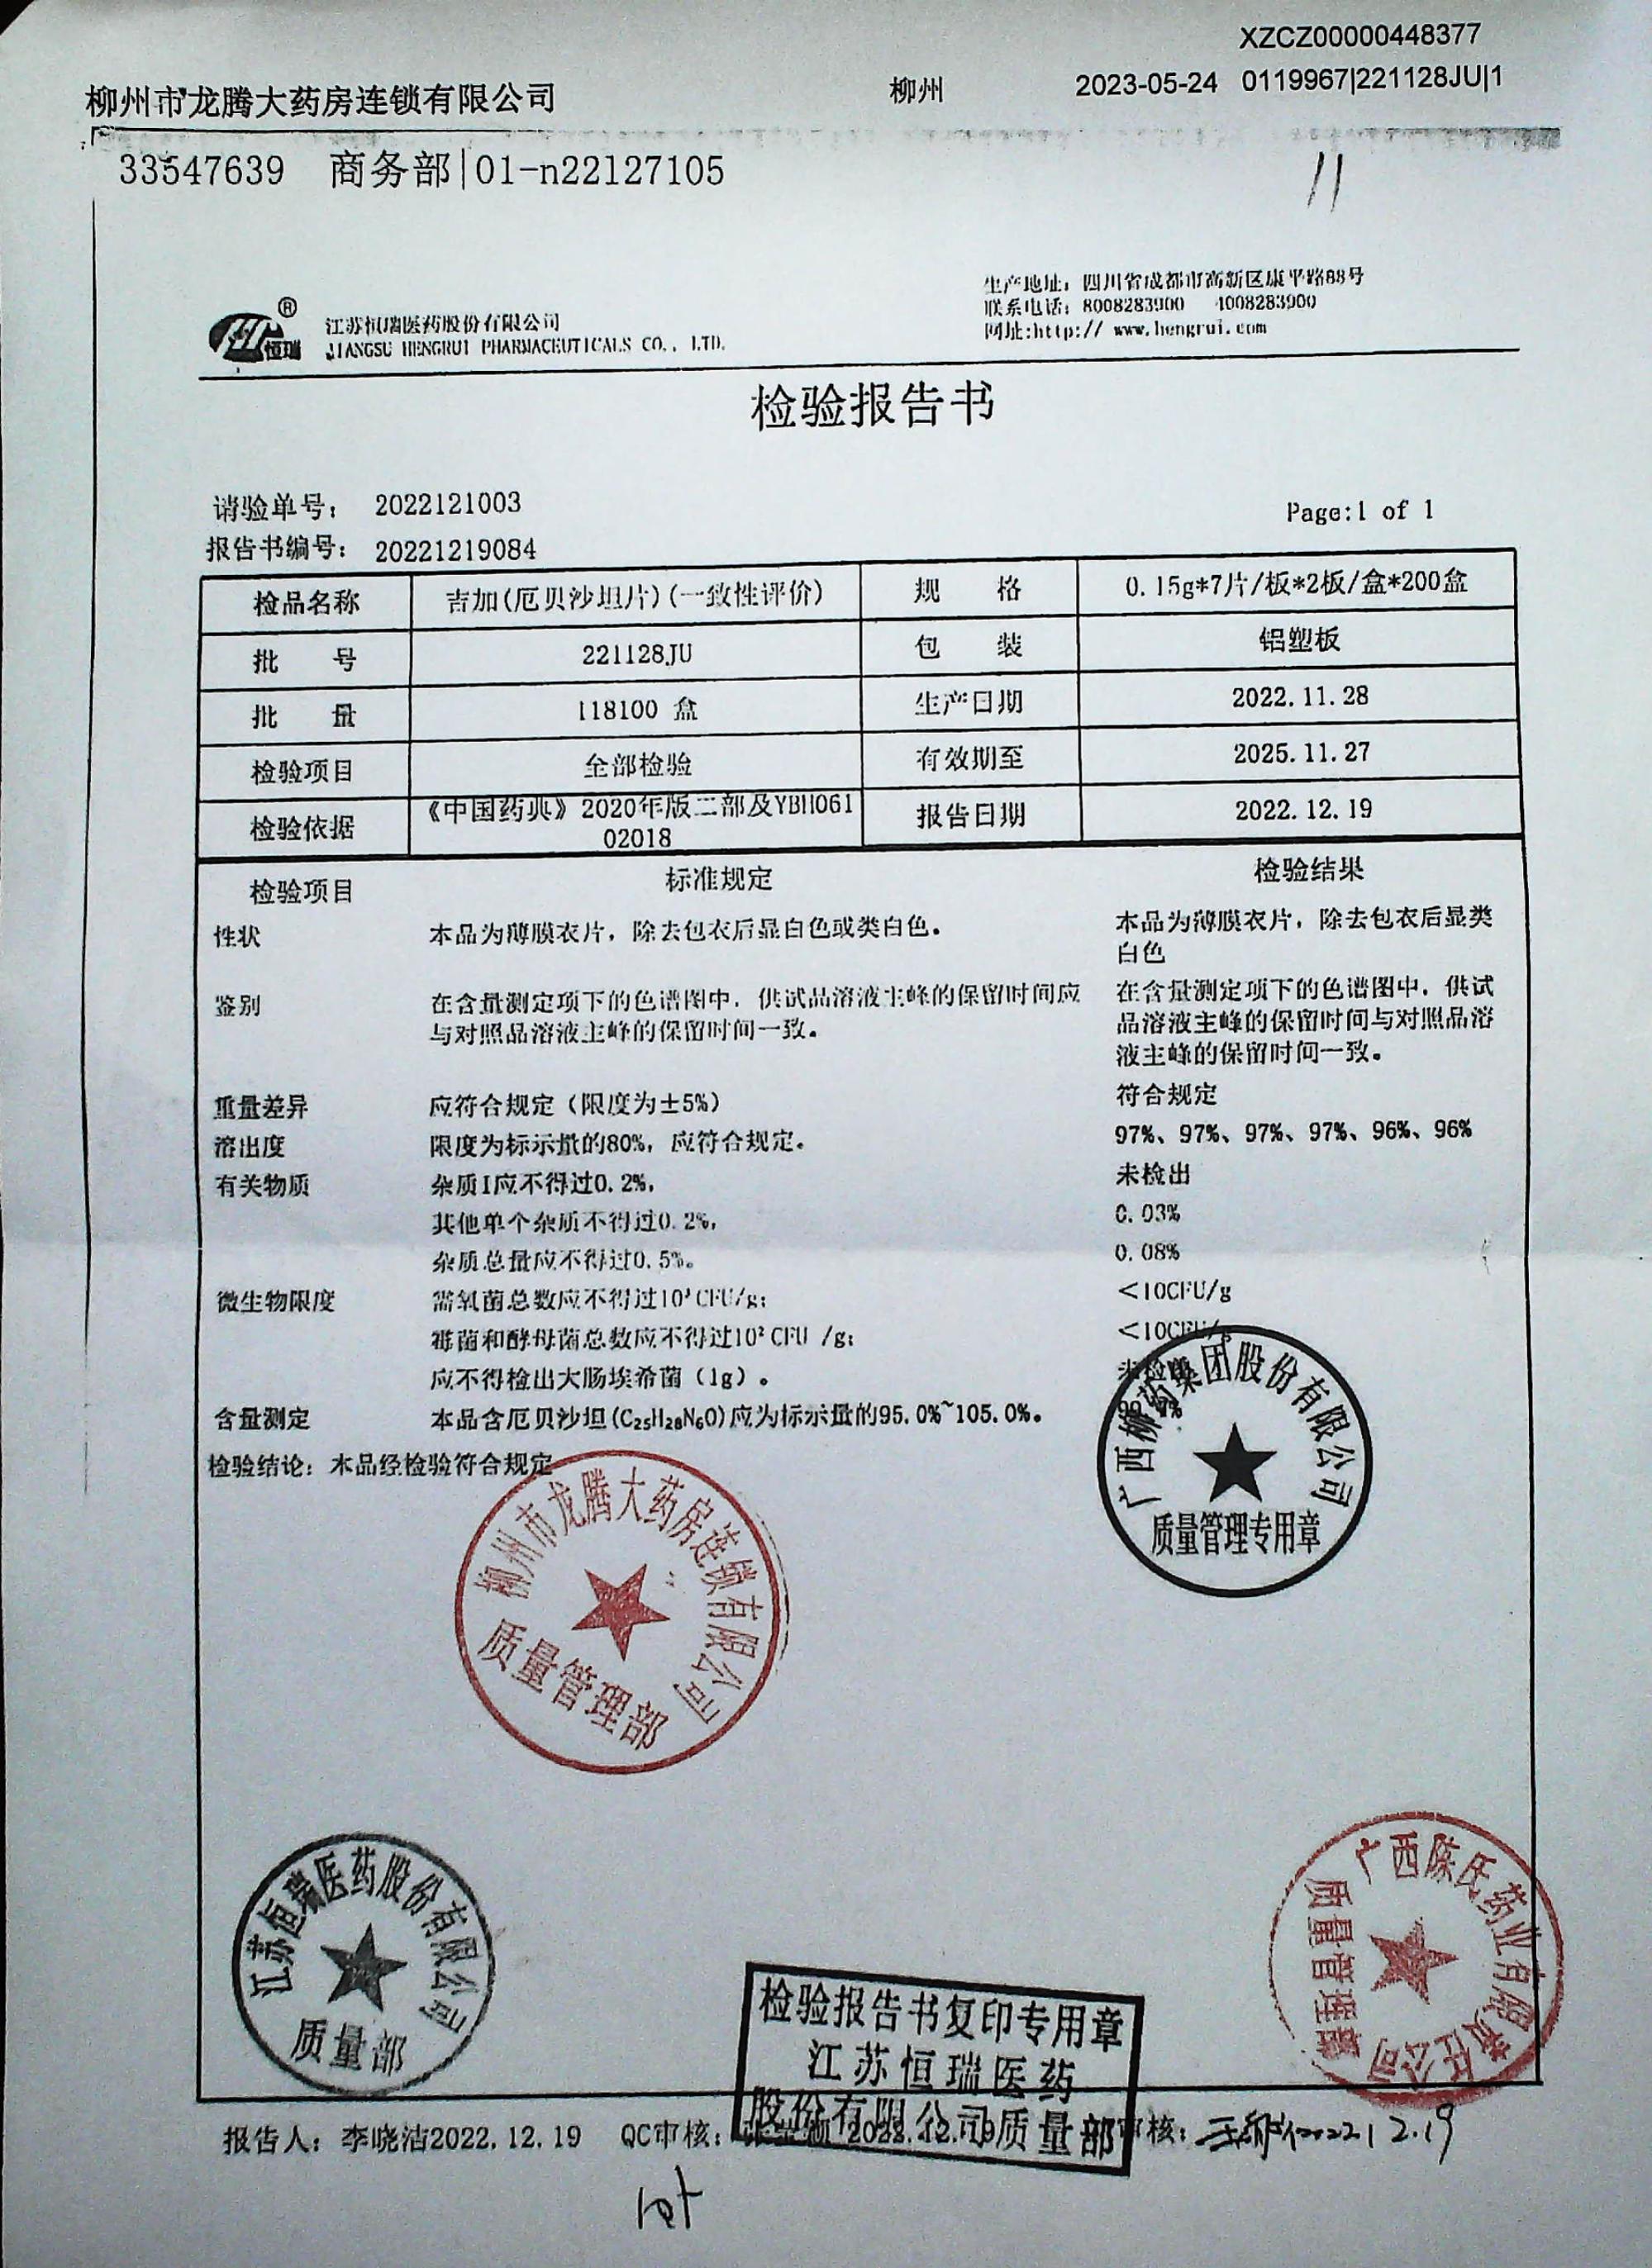 XZCZ00000448377
柳州市龙腾大药房连锁有限公司 柳州 2023-05-24 0119967|221128JU|1
33547639 商务部|01-n22127105
11
恒瑞 ®
江苏恒瑞医药股份有限公司
JIANGSU HENGRUI PHARMACEUTICALS CO., LTD.
生产地址：四川省成都市高新区康平路88号
联系电话：8008283900 4008283900
网址:http:// www.hengrui.com
检验报告书
请验单号： 2022121003
Page:1 of 1
报告书编号： 20221219084
检品名称 吉加(厄贝沙坦片)(一致性评价) 规 格 0.15g*7片/板*2板/盒*200盒
批 号 221128JU 包 装 铝塑板
批 量 118100 盒 生产日期 2022.11.28
检验项目 全部检验 有效期至 2025.11.27
检验依据 《中国药典》2020年版二部及YBH061
02018 报告日期 2022.12.19
检验项目 标准规定 检验结果
性状 本品为薄膜衣片，除去包衣后显白色或类白色。 本品为薄膜衣片，除去包衣后显类
白色
鉴别 在含量测定项下的色谱图中，供试品溶液主峰的保留时间应 在含量测定项下的色谱图中，供试
与对照品溶液主峰的保留时间一致。 品溶液主峰的保留时间与对照品溶
液主峰的保留时间一致。
重量差异 应符合规定（限度为±5%） 符合规定
溶出度 限度为标示量的80%，应符合规定。 97%、97%、97%、97%、96%、96%
有关物质 杂质I应不得过0.2%， 未检出
其他单个杂质不得过0.2%， 0.03%
杂质总量应不得过0.5%。 0.08%
微生物限度 需氧菌总数应不得过10³CFU/g； <10CFU/g
霉菌和酵母菌总数应不得过10²CFU /g； <10CFU/g
应不得检出大肠埃希菌（1g）。 未检出
含量测定 本品含厄贝沙坦(C₂₅H₂₈N₆O)应为标示量的95.0%~105.0%。
检验结论：本品经检验符合规定
广西柳药集团股份有限公司
质量管理专用章
柳州市龙腾大药房连锁有限公司
质量管理部
江苏恒瑞医药股份有限公司
质量部
广西陈氏药业有限责任公司
质量管理部
检验报告书复印专用章
江苏恒瑞医药
股份有限公司质量部
报告人：李晓洁2022.12.19 QC审核： 审核：